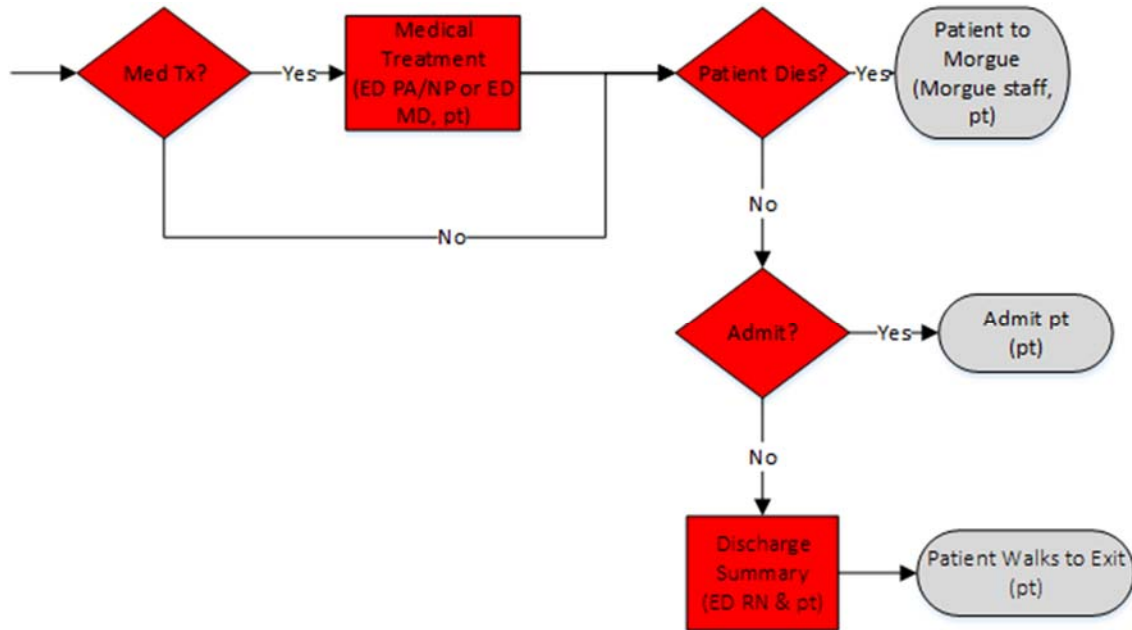 Med Tx?
Yes
Medical
Treatment
(ED PA/NP or ED
MD, pt)
No
Patient Dies?
Yes
Patient to
Morgue
(Morgue staff,
pt)
No
Admit?
Yes
Admit pt
(pt)
No
Discharge
Summary
(ED RN & pt)
Patient Walks to Exit
(pt)